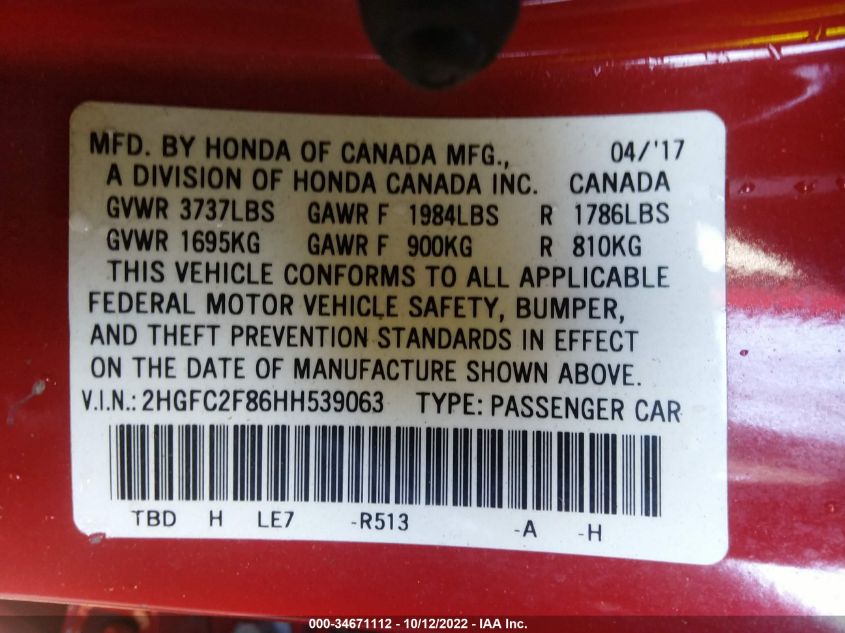 MFD. BY HONDA OF CANADA MFG., 04/'17
A DIVISION OF HONDA CANADA INC. CANADA
GVWR 3737LBS GAWR F 1984LBS R 1786LBS
GVWR 1695KG GAWR F 900KG R 810KG
THIS VEHICLE CONFORMS TO ALL APPLICABLE
FEDERAL MOTOR VEHICLE SAFETY, BUMPER,
AND THEFT PREVENTION STANDARDS IN EFFECT
ON THE DATE OF MANUFACTURE SHOWN ABOVE.
V.I.N.: 2HGFC2F86HH539063 TYPE: PASSENGER CAR
TBD H LE7 -R513 -A -H
000-34671112 - 10/12/2022 - IAA Inc.